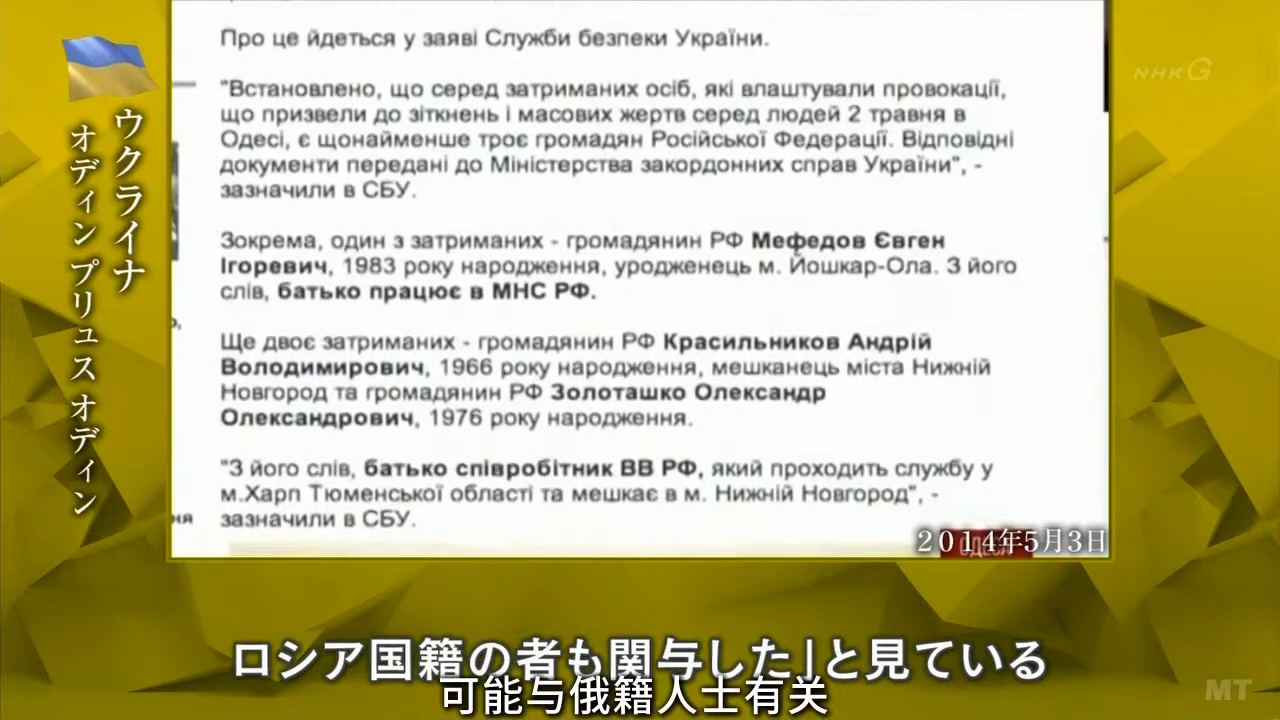 NHK G
ウクライナ
オディン プリュス オディン
Про це йдеться у заяві Служби безпеки України.
"Встановлено, що серед затриманих осіб, які влаштували провокації,
що призвели до зіткнень і масових жертв серед людей 2 травня в
Одесі, є щонайменше троє громадян Російської Федерації. Відповідні
документи передані до Міністерства закордонних справ України", -
зазначили в СБУ.
Зокрема, один з затриманих - громадянин РФ Мефедов Євген
Ігоревич, 1983 року народження, уродженець м. Йошкар-Ола. З його
слів, батько працює в МНС РФ.
Ще двоє затриманих - громадянин РФ Красильников Андрій
Володимирович, 1966 року народження, мешканець міста Нижній
Новгород та громадянин РФ Золоташко Олександр
Олександрович, 1976 року народження.
"З його слів, батько співробітник ВВ РФ, який проходить службу у
м.Харп Тюменської області та мешкає в м. Нижній Новгород", -
зазначили в СБУ.
ня
2014年5月3日
ロシア国籍の者も関与した」と見ている
可能与俄籍人士有关
MT